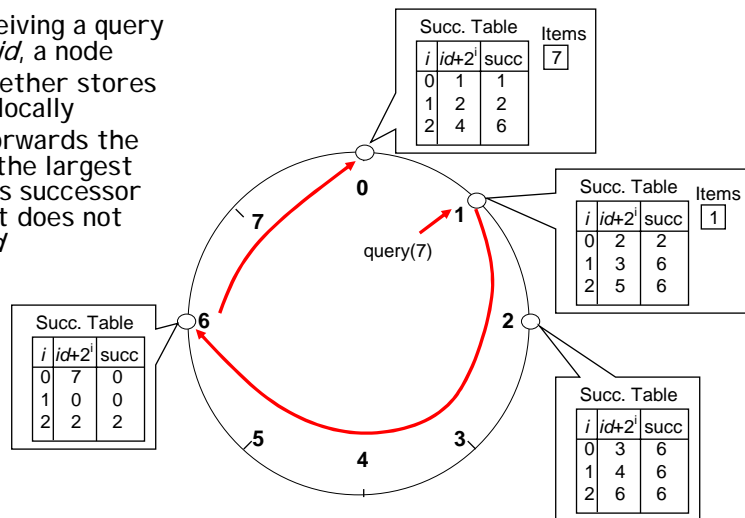 eiving a query
id, a node
ether stores
locally
orwards the
the largest
s successor
t does not
d
Succ. Table
i id+2^i succ
0 1 1
1 2 2
2 4 6
Items
7
0
1
2
3
4
5
6
7
query(7)
Succ. Table
i id+2^i succ
0 2 2
1 3 6
2 5 6
Items
1
Succ. Table
i id+2^i succ
0 7 0
1 0 0
2 2 2
Succ. Table
i id+2^i succ
0 3 6
1 4 6
2 6 6